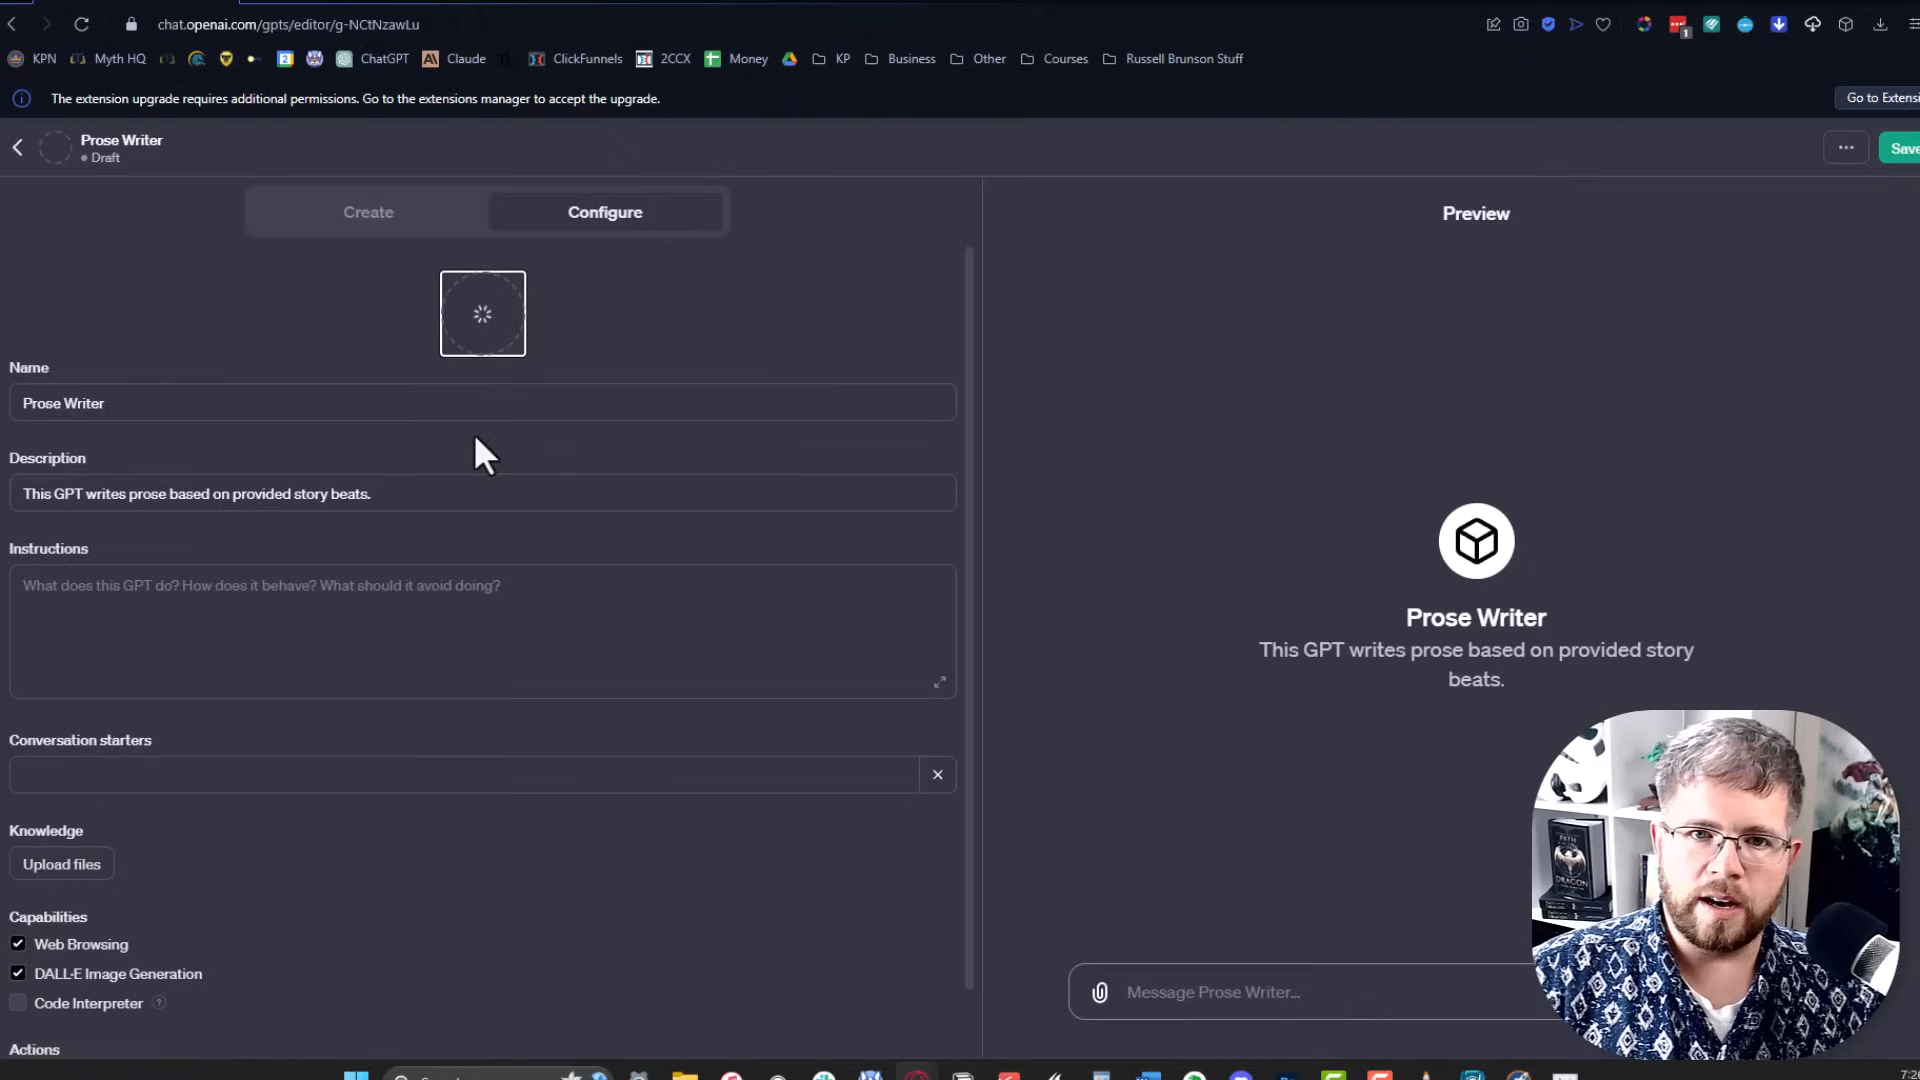 chat.openai.com/gpts/editor/g-NCtNzawLu
1
KPN
Myth HQ
2
ChatGPT
Claude
ClickFunnels
2CCX
Money
KP
Business
Other
Courses
Russell Brunson Stuff
The extension upgrade requires additional permissions. Go to the extensions manager to accept the upgrade.
Go to Extensi
Prose Writer
Draft
Save
Create
Configure
Preview
Name
Prose Writer
Description
This GPT writes prose based on provided story beats.
Instructions
What does this GPT do? How does it behave? What should it avoid doing?
Conversation starters
Knowledge
Upload files
Capabilities
Web Browsing
DALL·E Image Generation
Code Interpreter ?
Actions
Prose Writer
This GPT writes prose based on provided story
beats.
Message Prose Writer...
PATH
DRAGON